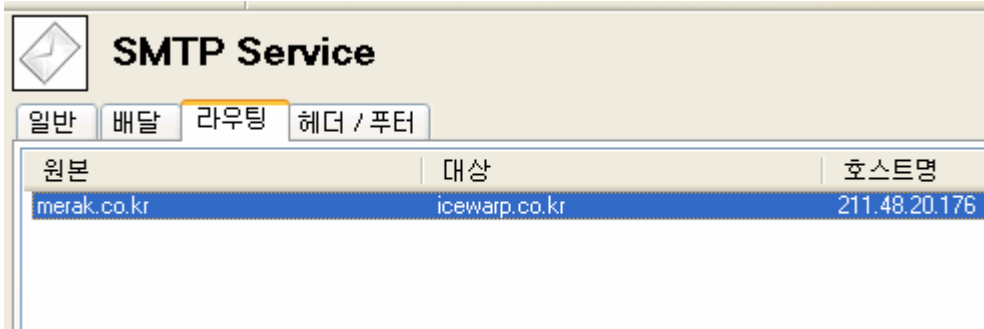 SMTP Service
일반 배달 라우팅 헤더 / 푸터
원본 대상 호스트명
merak.co.kr icewarp.co.kr 211.48.20.176